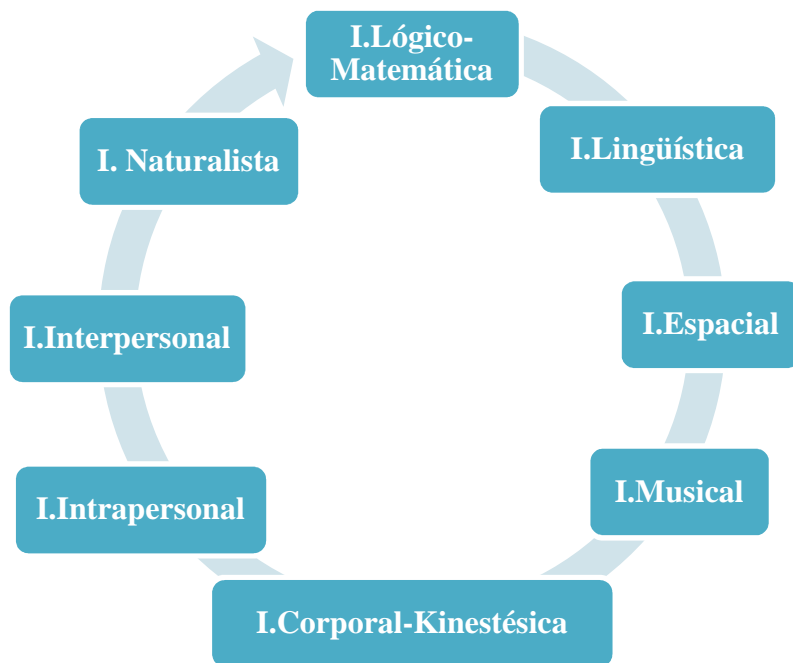 I.Lógico-
Matemática
I.Lingüística
I.Espacial
I.Musical
I.Corporal-Kinestésica
I.Intrapersonal
I.Interpersonal
I. Naturalista